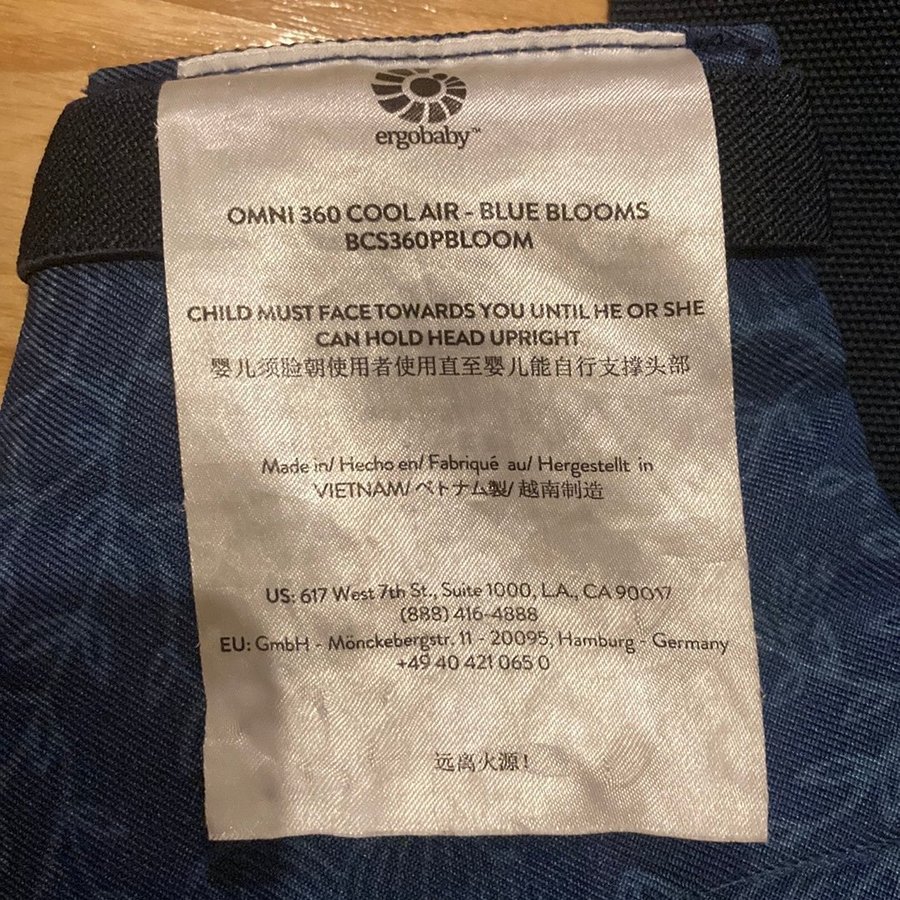 ergobaby™
OMNI 360 COOL AIR - BLUE BLOOMS
BCS360PBLOOM
CHILD MUST FACE TOWARDS YOU UNTIL HE OR SHE
CAN HOLD HEAD UPRIGHT
婴儿须脸朝使用者使用直至婴儿能自行支撑头部
Made in/ Hecho en/ Fabriqué au/ Hergestellt in
VIETNAM/ ベトナム製/ 越南制造
US: 617 West 7th St., Suite 1000, L.A., CA 90017
(888) 416-4888
EU: GmbH - Mönckebergstr. 11 - 20095, Hamburg - Germany
+49 40 421 065 0
远离火源!